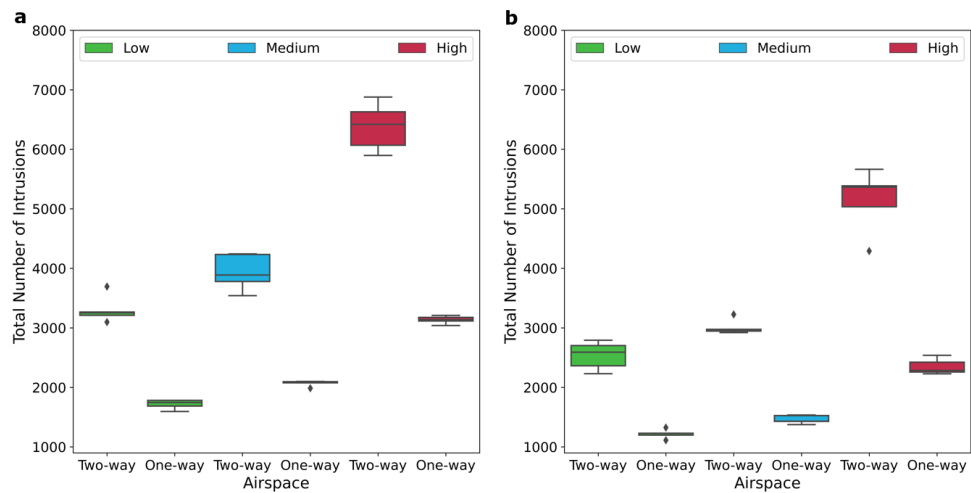 a
Low Medium High
8000
7000
6000
5000
4000
3000
2000
1000
Total Number of Intrusions
Two-way One-way Two-way One-way Two-way One-way
Airspace
b
Low Medium High
8000
7000
6000
5000
4000
3000
2000
1000
Total Number of Intrusions
Two-way One-way Two-way One-way Two-way One-way
Airspace